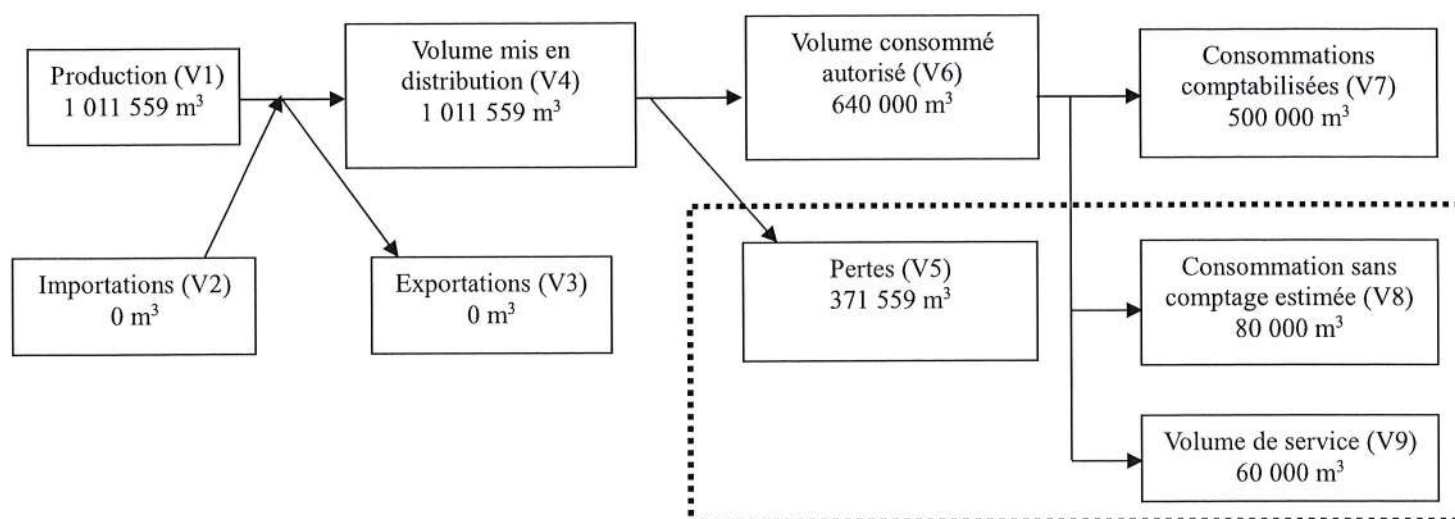 Production (V1)
1 011 559 m³
Volume mis en
distribution (V4)
1 011 559 m³
Volume consommé
autorisé (V6)
640 000 m³
Consommations
comptabilisées (V7)
500 000 m³
Importations (V2)
0 m³
Exportations (V3)
0 m³
Pertes (V5)
371 559 m³
Consommation sans
comptage estimée (V8)
80 000 m³
Volume de service (V9)
60 000 m³